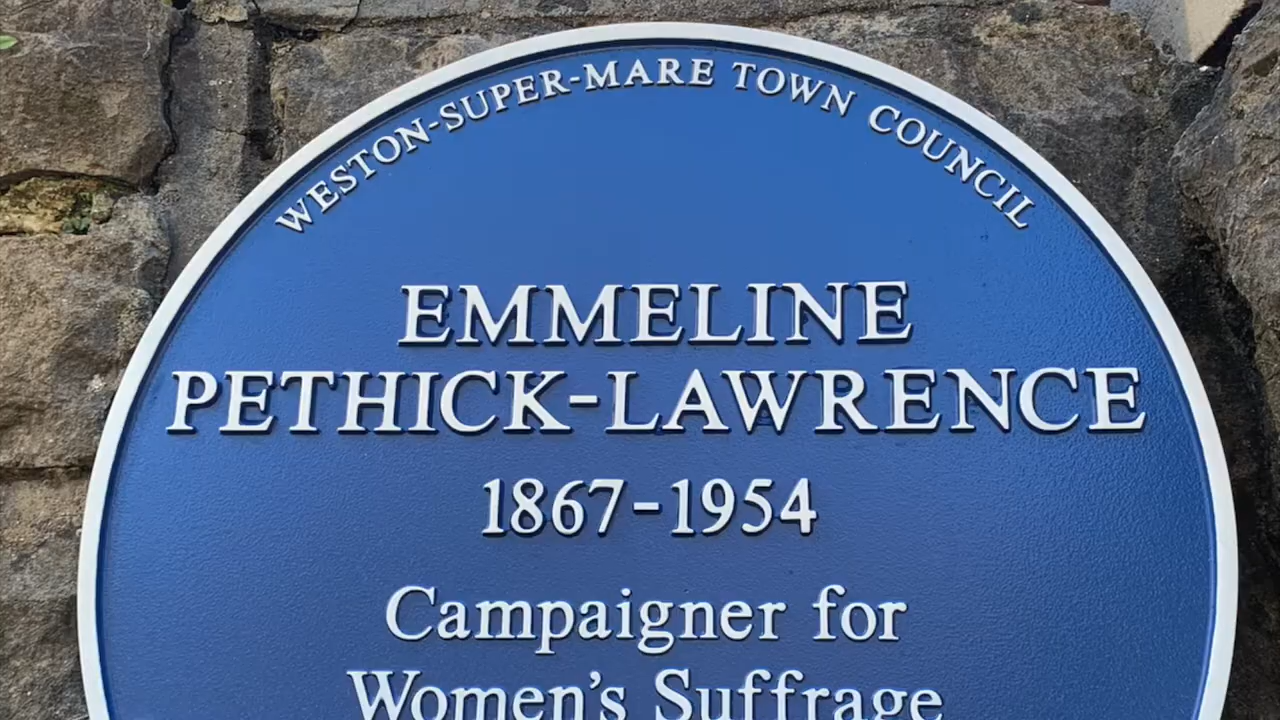 WESTON-SUPER-MARE TOWN COUNCIL
EMMELINE
PETHICK-LAWRENCE
1867-1954
Campaigner for
Women's Suffrage